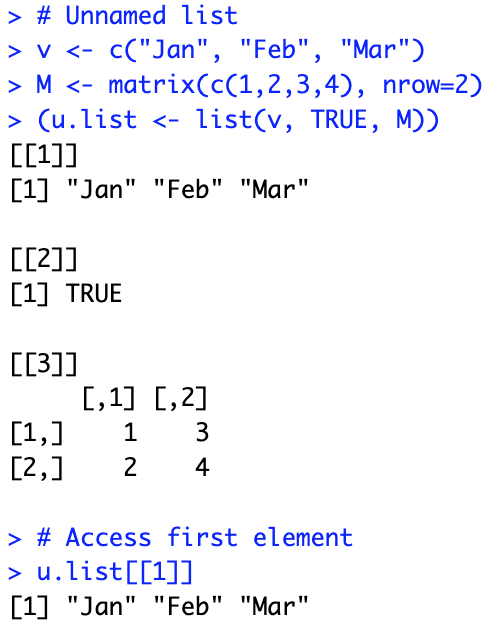 > # Unnamed list
> v <- c("Jan", "Feb", "Mar")
> M <- matrix(c(1,2,3,4), nrow=2)
> (u.list <- list(v, TRUE, M))
[[1]]
[1] "Jan" "Feb" "Mar"

[[2]]
[1] TRUE

[[3]]
     [,1] [,2]
[1,]    1    3
[2,]    2    4

> # Access first element
> u.list[[1]]
[1] "Jan" "Feb" "Mar"